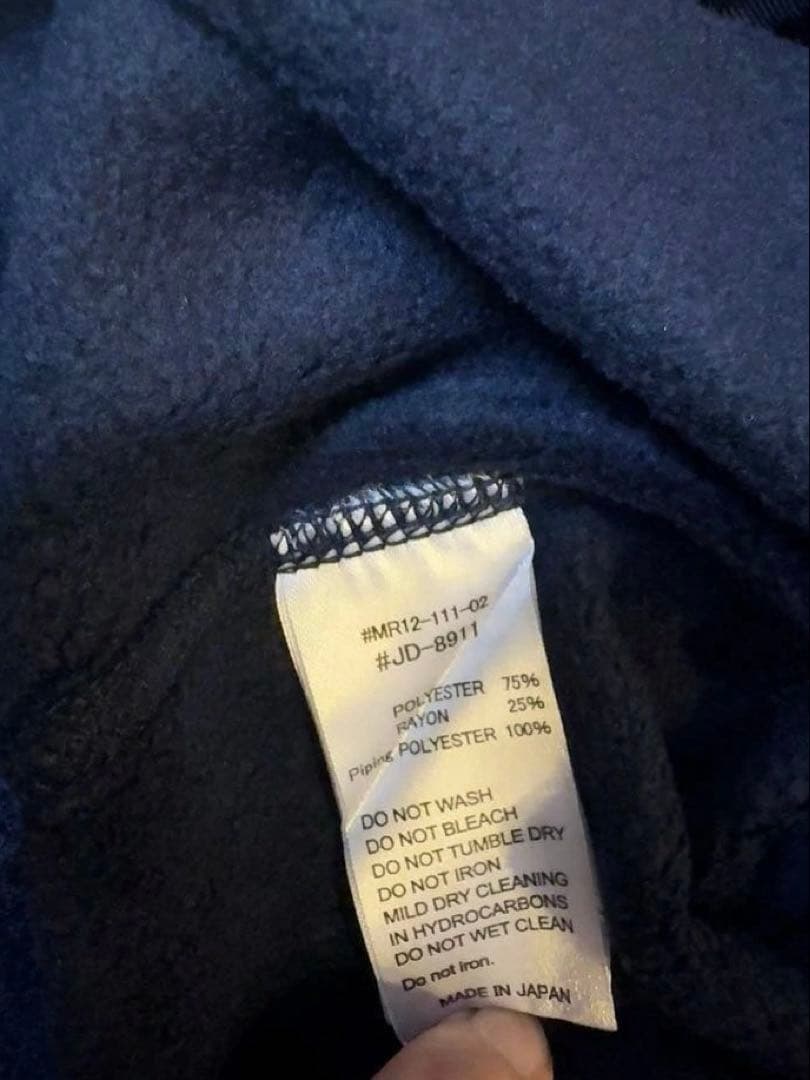 #MR12-111-02
#JD-8911
POLYESTER 75%
RAYON 25%
Piping POLYESTER 100%
DO NOT WASH
DO NOT BLEACH
DO NOT TUMBLE DRY
DO NOT IRON
MILD DRY CLEANING
IN HYDROCARBONS
DO NOT WET CLEAN
Do not iron.
MADE IN JAPAN